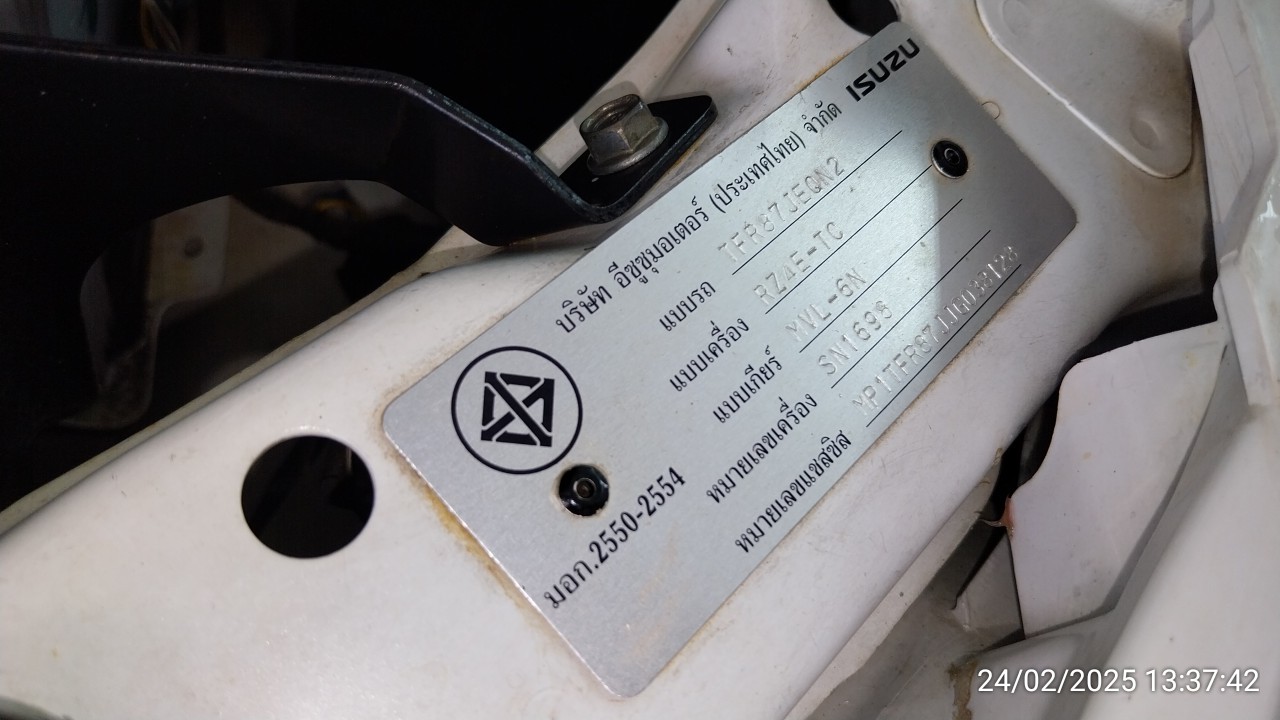 ISUZU
บริษัท อีซูซุมอเตอร์ (ประเทศไทย) จำกัด
แบบรถ TFR87JEQN2
แบบเครื่อง RZ4E-TC
แบบเกียร์ MVL-6N
หมายเลขเครื่อง SN1696
หมายเลขแชสซิส
มอก.2550-2554
24/02/2025 13:37:42